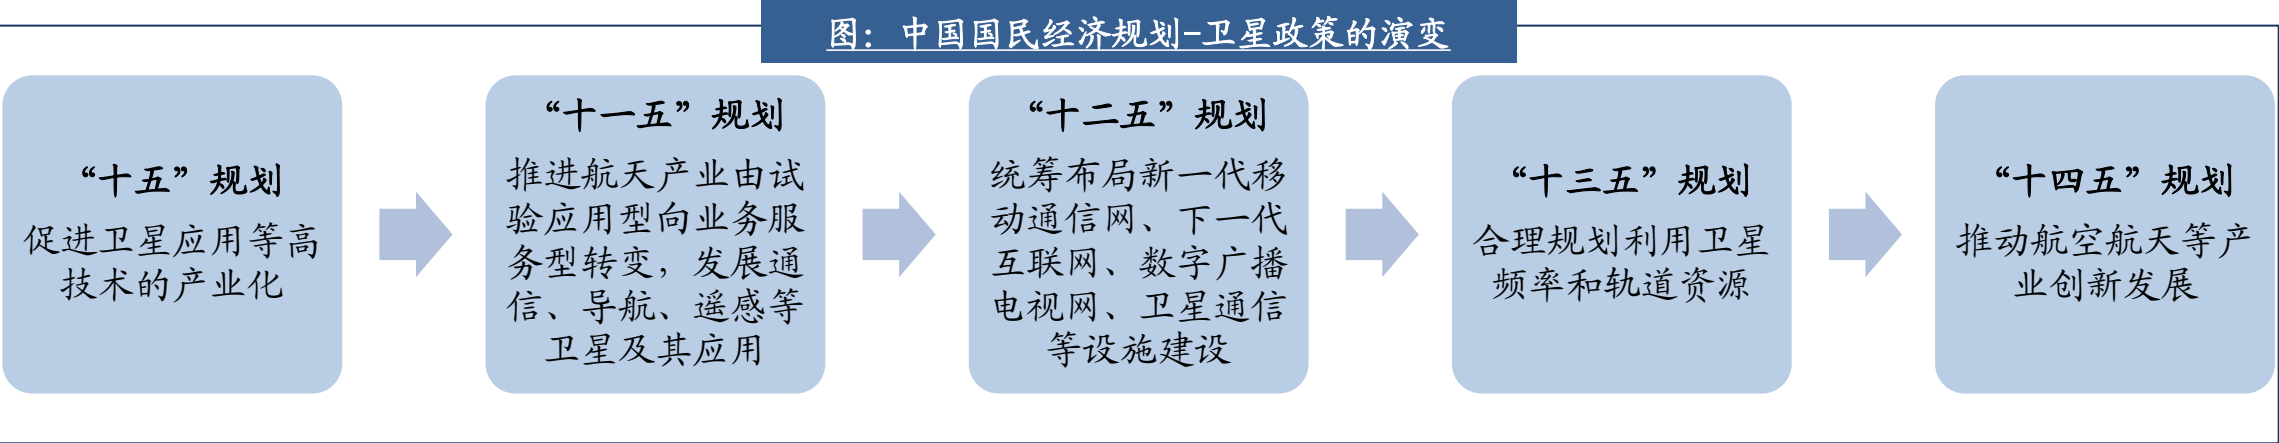 图：中国国民经济规划-卫星政策的演变
“十五”规划
促进卫星应用等高
技术的产业化
“十一五”规划
推进航天产业由试
验应用型向业务服
务型转变，发展通
信、导航、遥感等
卫星及其应用
“十二五”规划
统筹布局新一代移
动通信网、下一代
互联网、数字广播
电视网、卫星通信
等设施建设
“十三五”规划
合理规划利用卫星
频率和轨道资源
“十四五”规划
推动航空航天等产
业创新发展